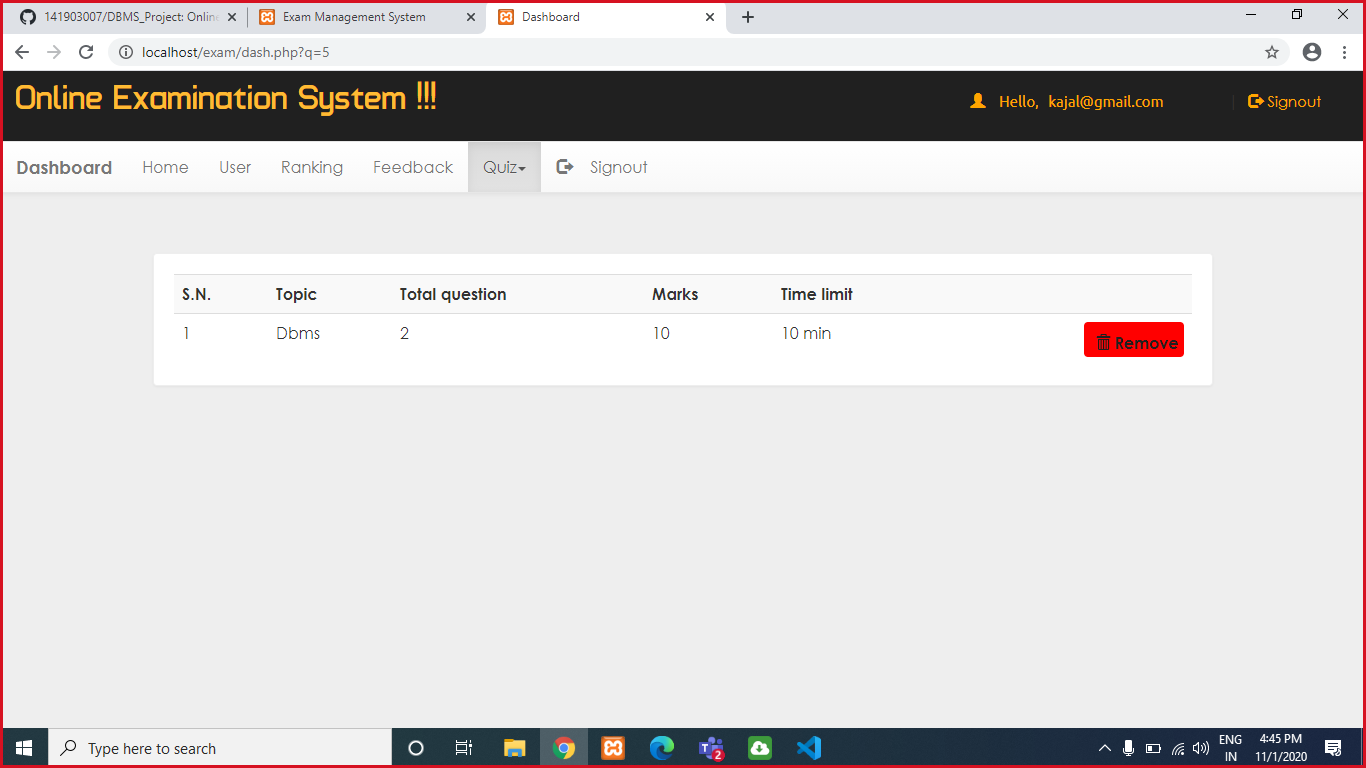 141903007/DBMS_Project: Online
Exam Management System
Dashboard
localhost/exam/dash.php?q=5
Online Examination System !!!
Hello, kajal@gmail.com
| Signout
Dashboard Home User Ranking Feedback Quiz Signout
S.N. Topic Total question Marks Time limit
1 Dbms 2 10 10 min Remove
Type here to search
2
ENG
IN
4:45 PM
11/1/2020